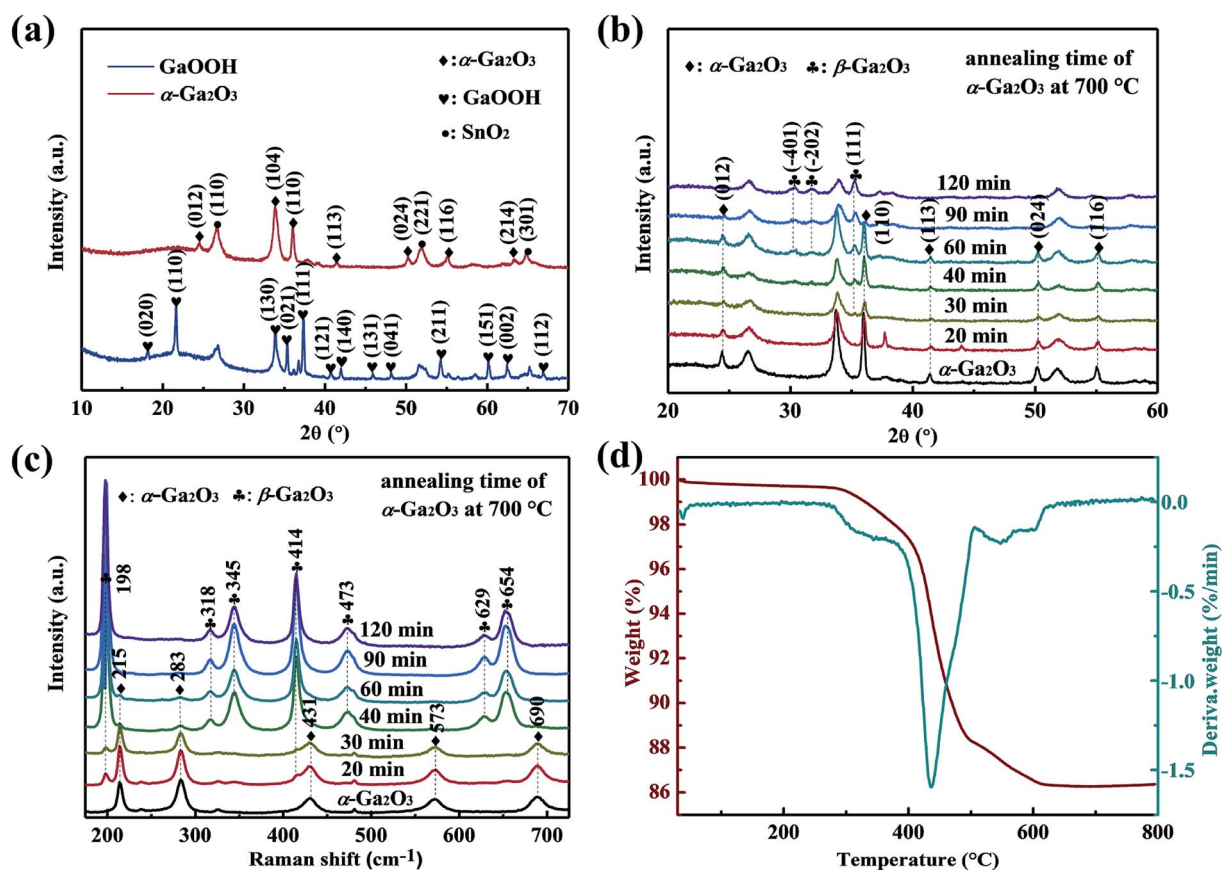 (a)
GaOOH
α-Ga2O3
♦:α-Ga2O3
♥: GaOOH
●: SnO2
(012)
(110)
(104)
(110)
(113)
(024)
(221)
(116)
(214)
(301)
(020)
(110)
(130)
(021)
(111)
(121)
(140)
(131)
(041)
(211)
(151)
(002)
(112)
Intensity (a.u.)
10 20 30 40 50 60 70
2θ (°)
(b)
♦: α-Ga2O3 ♣: β-Ga2O3
annealing time of
α-Ga2O3 at 700 °C
(012)
(-401)
(-202)
(111)
(110)
(113)
(024)
(116)
120 min
90 min
60 min
40 min
30 min
20 min
α-Ga2O3
Intensity (a.u.)
20 30 40 50 60
2θ (°)
(c)
♦: α-Ga2O3 ♣: β-Ga2O3
annealing time of
α-Ga2O3 at 700 °C
198
215
283
318
345
414
431
473
573
629
654
690
120 min
90 min
60 min
40 min
30 min
20 min
α-Ga2O3
Intensity (a.u.)
200 300 400 500 600 700
Raman shift (cm-1)
(d)
100
98
96
94
92
90
88
86
Weight (%)
0.0
-0.5
-1.0
-1.5
Deriva.weight (%/min)
200 400 600 800
Temperature (°C)